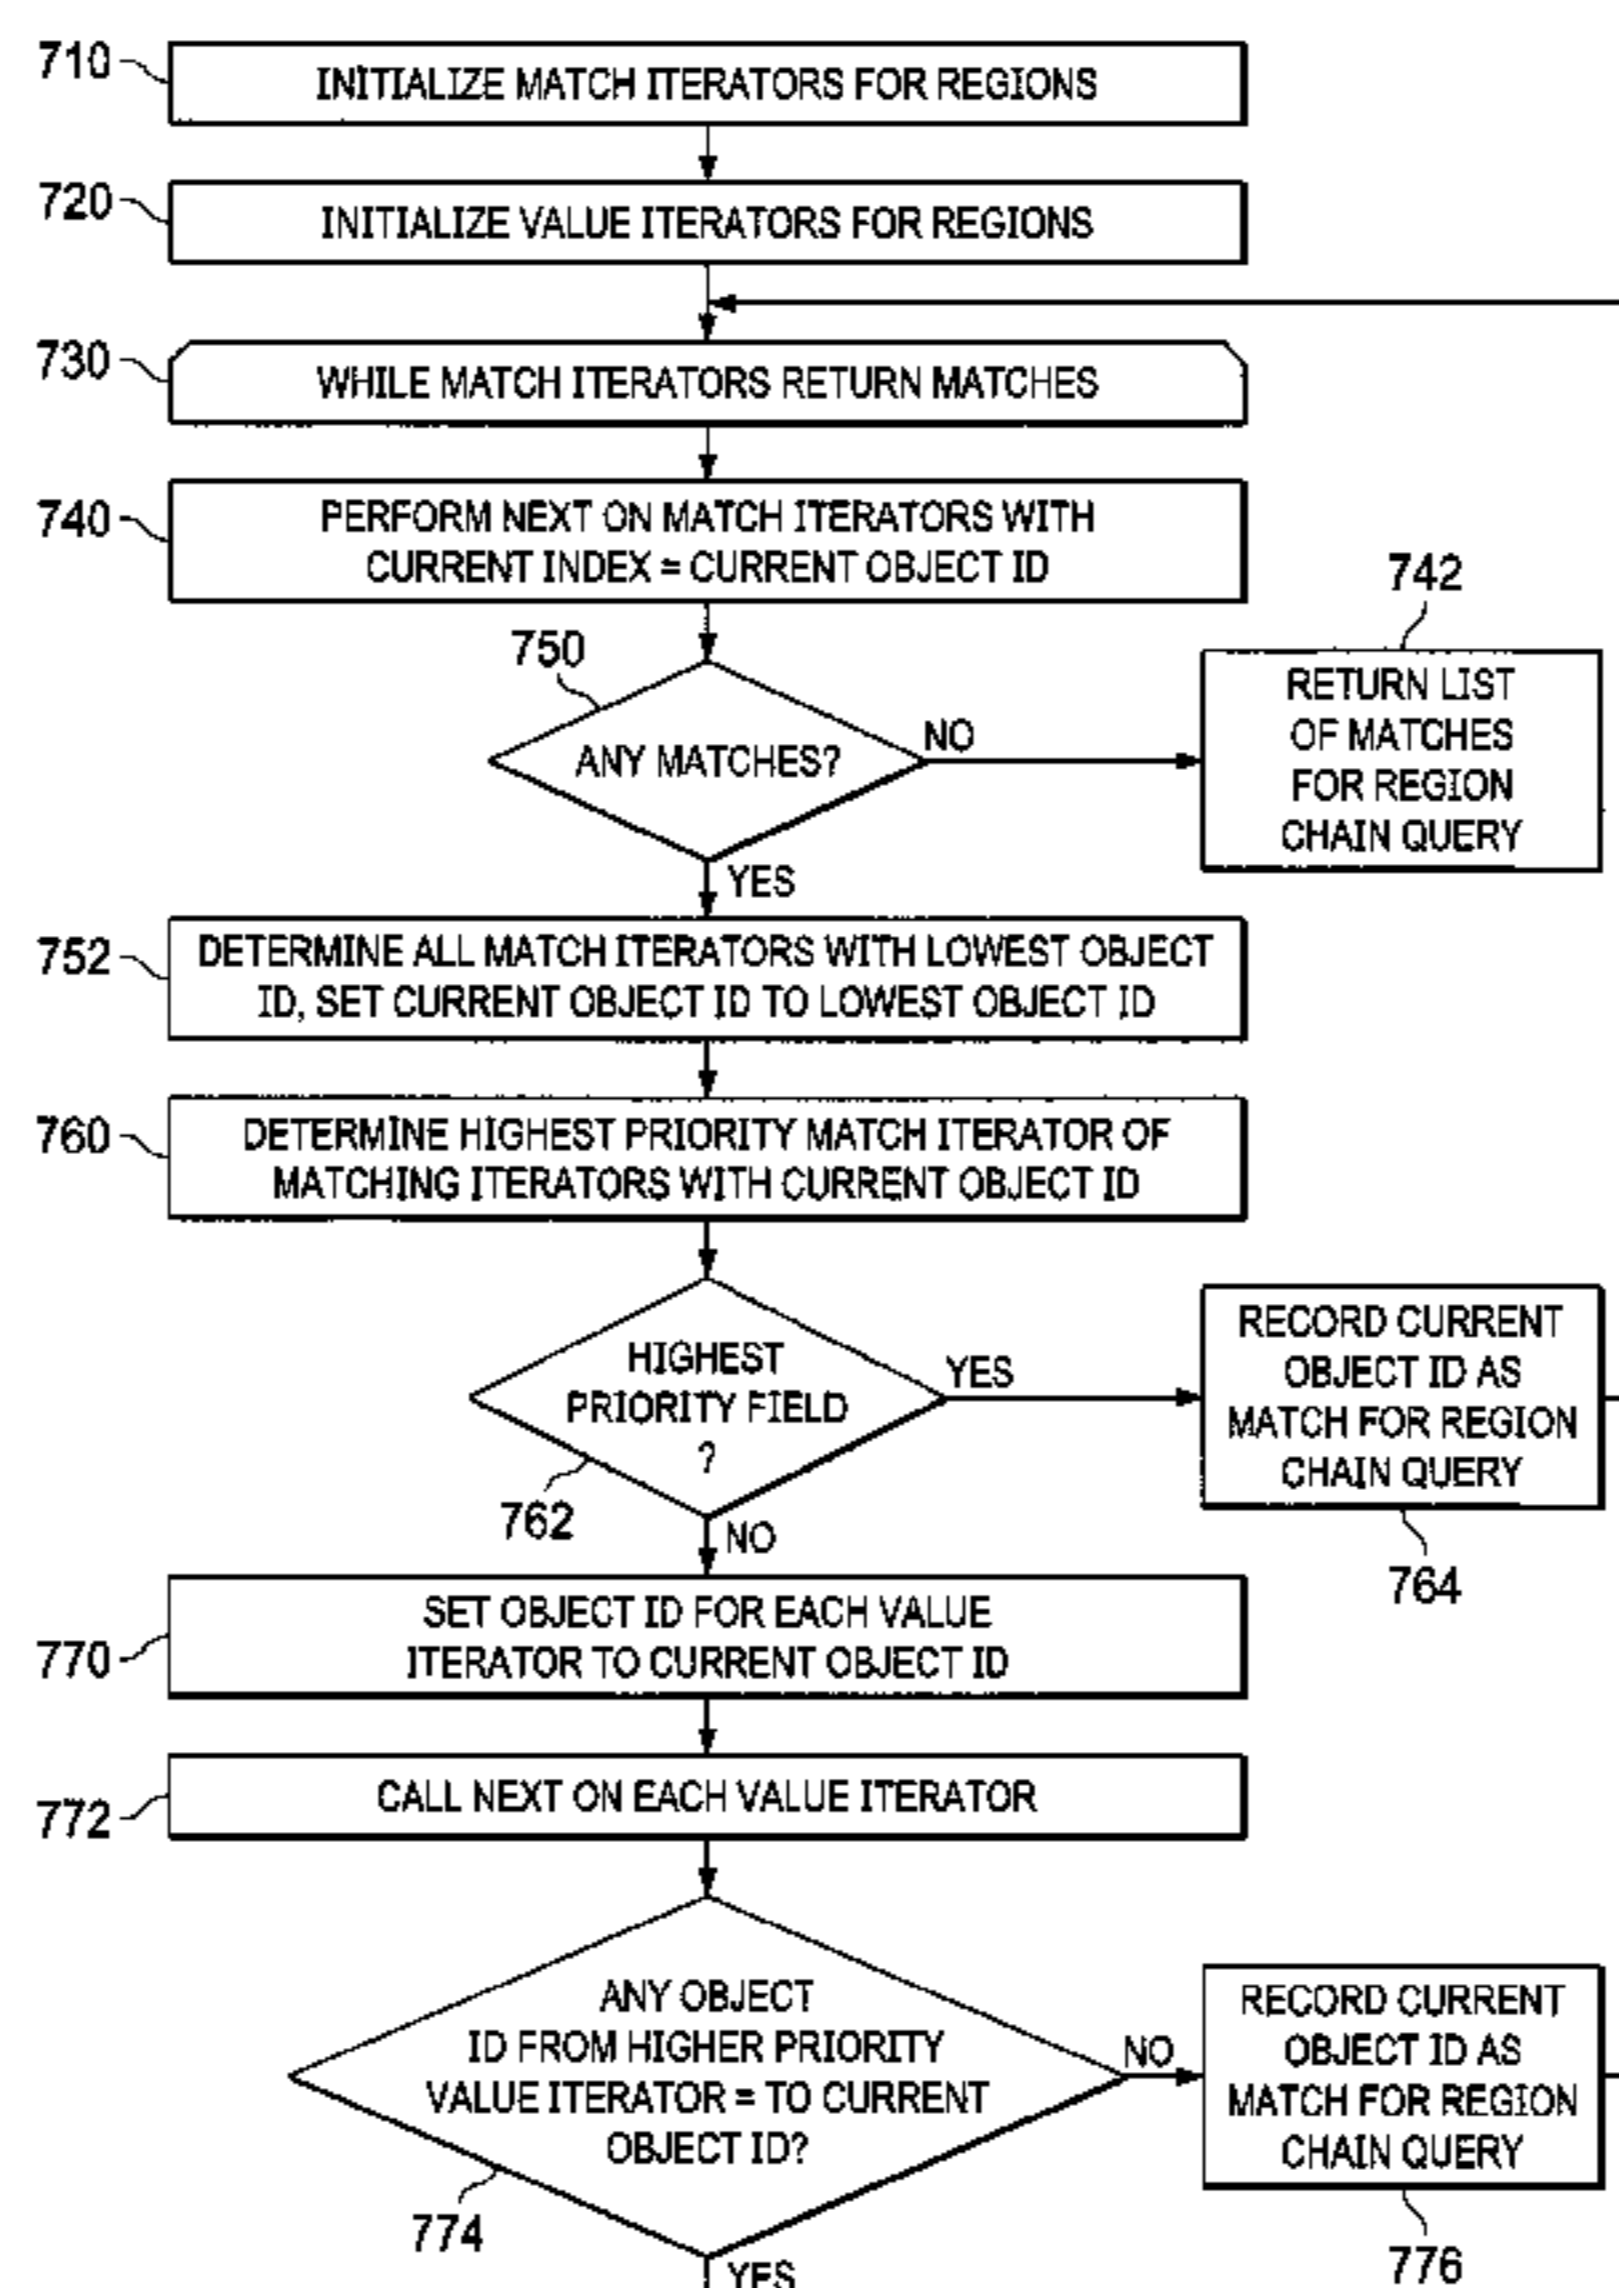 710
INITIALIZE MATCH ITERATORS FOR REGIONS
720
INITIALIZE VALUE ITERATORS FOR REGIONS
730
WHILE MATCH ITERATORS RETURN MATCHES
740
PERFORM NEXT ON MATCH ITERATORS WITH
CURRENT INDEX = CURRENT OBJECT ID
742
RETURN LIST
OF MATCHES
FOR REGION
CHAIN QUERY
750
ANY MATCHES?
NO
YES
752
DETERMINE ALL MATCH ITERATORS WITH LOWEST OBJECT
ID, SET CURRENT OBJECT ID TO LOWEST OBJECT ID
760
DETERMINE HIGHEST PRIORITY MATCH ITERATOR OF
MATCHING ITERATORS WITH CURRENT OBJECT ID
HIGHEST
PRIORITY FIELD
?
762
YES
RECORD CURRENT
OBJECT ID AS
MATCH FOR REGION
CHAIN QUERY
764
NO
770
SET OBJECT ID FOR EACH VALUE
ITERATOR TO CURRENT OBJECT ID
772
CALL NEXT ON EACH VALUE ITERATOR
ANY OBJECT
ID FROM HIGHER PRIORITY
VALUE ITERATOR = TO CURRENT
OBJECT ID?
774
NO
RECORD CURRENT
OBJECT ID AS
MATCH FOR REGION
CHAIN QUERY
776
YES